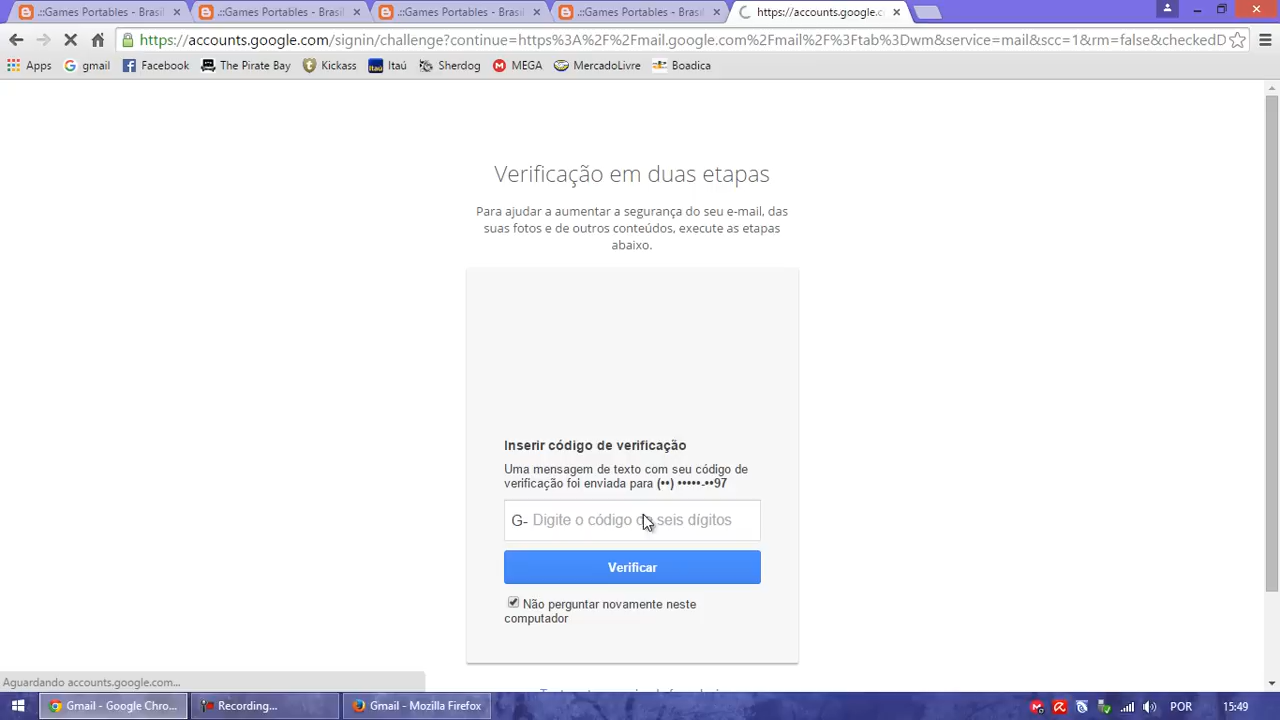 .:Games Portables - Brasil
.:Games Portables - Brasil
.:Games Portables - Brasil
.:Games Portables - Brasil
https://accounts.google.co
https://accounts.google.com/signin/challenge?continue=https%3A%2F%2Fmail.google.com%2Fmail%2F%3Ftab%3Dwm&service=mail&scc=1&rm=false&checkedD
Apps
gmail
Facebook
The Pirate Bay
Kickass
Itaú
Sherdog
MEGA
MercadoLivre
Boadica
Verificação em duas etapas
Para ajudar a aumentar a segurança do seu e-mail, das
suas fotos e de outros conteúdos, execute as etapas
abaixo.
Inserir código de verificação
Uma mensagem de texto com seu código de
verificação foi enviada para (••) •••••-••97
G- Digite o código de seis dígitos
Verificar
Não perguntar novamente neste
computador
Aguardando accounts.google.com...
Gmail - Google Chro...
Recording...
Gmail - Mozilla Firefox
POR
15:49